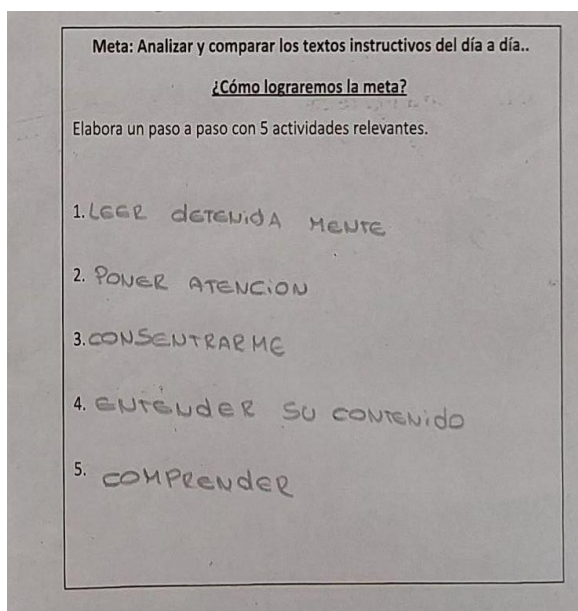 Meta: Analizar y comparar los textos instructivos del día a día..
¿Cómo lograremos la meta?
Elabora un paso a paso con 5 actividades relevantes.
1. LEER dETENidA MENTE
2. PONER ATENCiON
3. CONSENTRARME
4. ENTENdER SU CONTENidO
5. COMPRENdER